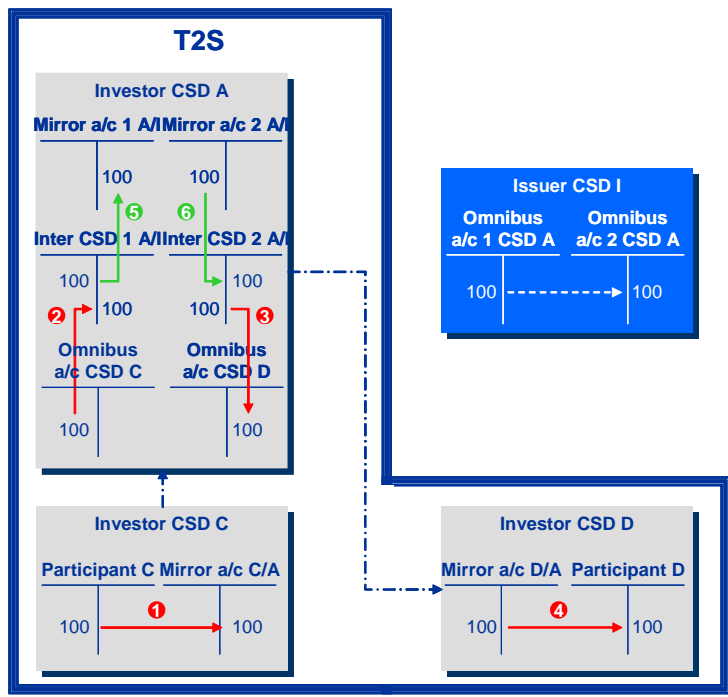 T2S
Investor CSD A
Mirror a/c 1 A/I Mirror a/c 2 A/I
100 100
5 6
Inter CSD 1 A/I Inter CSD 2 A/I
100 100
2 100 100 3
Omnibus a/c CSD C
Omnibus a/c CSD D
100 100
Issuer CSD I
Omnibus a/c 1 CSD A
Omnibus a/c 2 CSD A
100 100
Investor CSD C
Participant C Mirror a/c C/A
1
100 100
Investor CSD D
Mirror a/c D/A Participant D
4
100 100